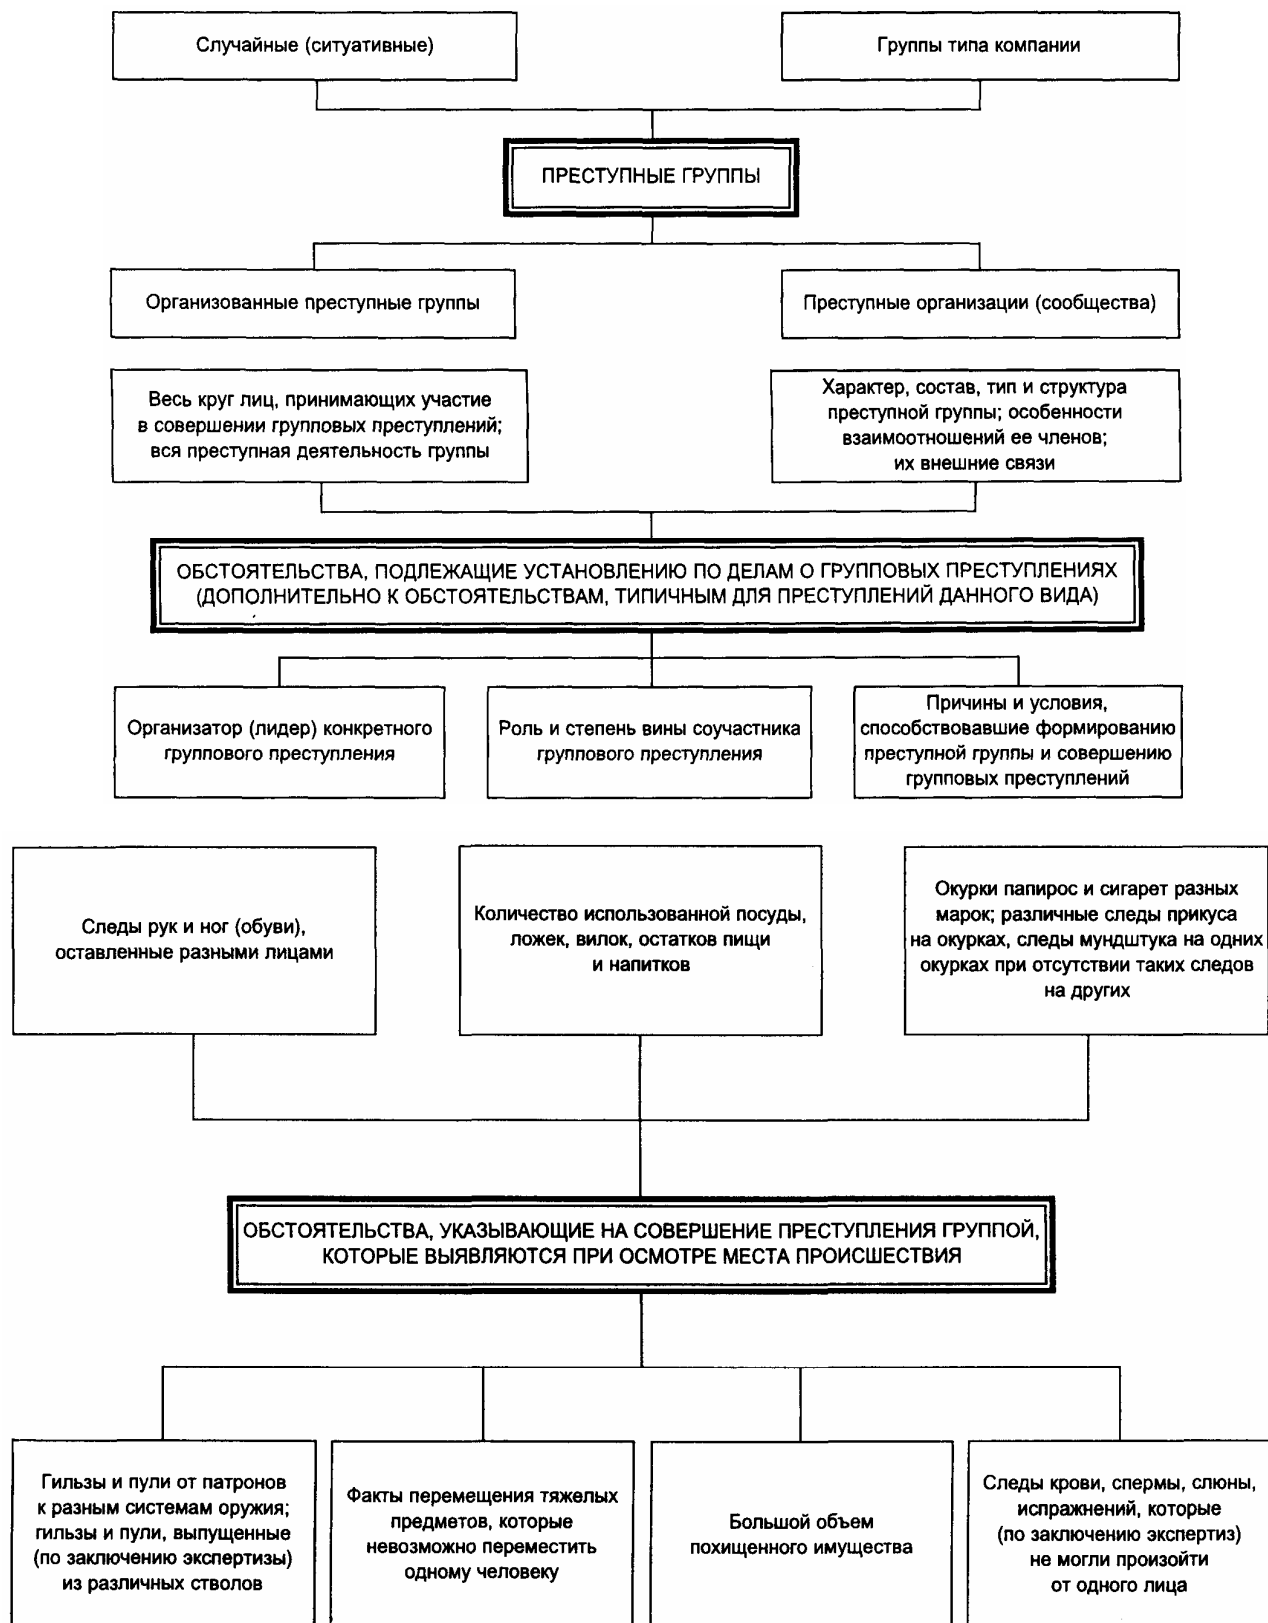 Случайные (ситуативные)
Группы типа компании
ПРЕСТУПНЫЕ ГРУППЫ
Организованные преступные группы
Преступные организации (сообщества)
Весь круг лиц, принимающих участие
в совершении групповых преступлений;
вся преступная деятельность группы
Характер, состав, тип и структура
преступной группы; особенности
взаимоотношений ее членов;
их внешние связи
ОБСТОЯТЕЛЬСТВА, ПОДЛЕЖАЩИЕ УСТАНОВЛЕНИЮ ПО ДЕЛАМ О ГРУППОВЫХ ПРЕСТУПЛЕНИЯХ
(ДОПОЛНИТЕЛЬНО К ОБСТОЯТЕЛЬСТВАМ, ТИПИЧНЫМ ДЛЯ ПРЕСТУПЛЕНИЙ ДАННОГО ВИДА)
Организатор (лидер) конкретного
группового преступления
Роль и степень вины соучастника
группового преступления
Причины и условия,
способствовавшие формированию
преступной группы и совершению
групповых преступлений
Следы рук и ног (обуви),
оставленные разными лицами
Количество использованной посуды,
ложек, вилок, остатков пищи
и напитков
Окурки папирос и сигарет разных
марок; различные следы прикуса
на окурках, следы мундштука на одних
окурках при отсутствии таких следов
на других
ОБСТОЯТЕЛЬСТВА, УКАЗЫВАЮЩИЕ НА СОВЕРШЕНИЕ ПРЕСТУПЛЕНИЯ ГРУППОЙ,
КОТОРЫЕ ВЫЯВЛЯЮТСЯ ПРИ ОСМОТРЕ МЕСТА ПРОИСШЕСТВИЯ
Гильзы и пули от патронов
к разным системам оружия;
гильзы и пули, выпущенные
(по заключению экспертизы)
из различных стволов
Факты перемещения тяжелых
предметов, которые
невозможно переместить
одному человеку
Большой объем
похищенного имущества
Следы крови, спермы, слюны,
испражнений, которые
(по заключению экспертиз)
не могли произойти
от одного лица